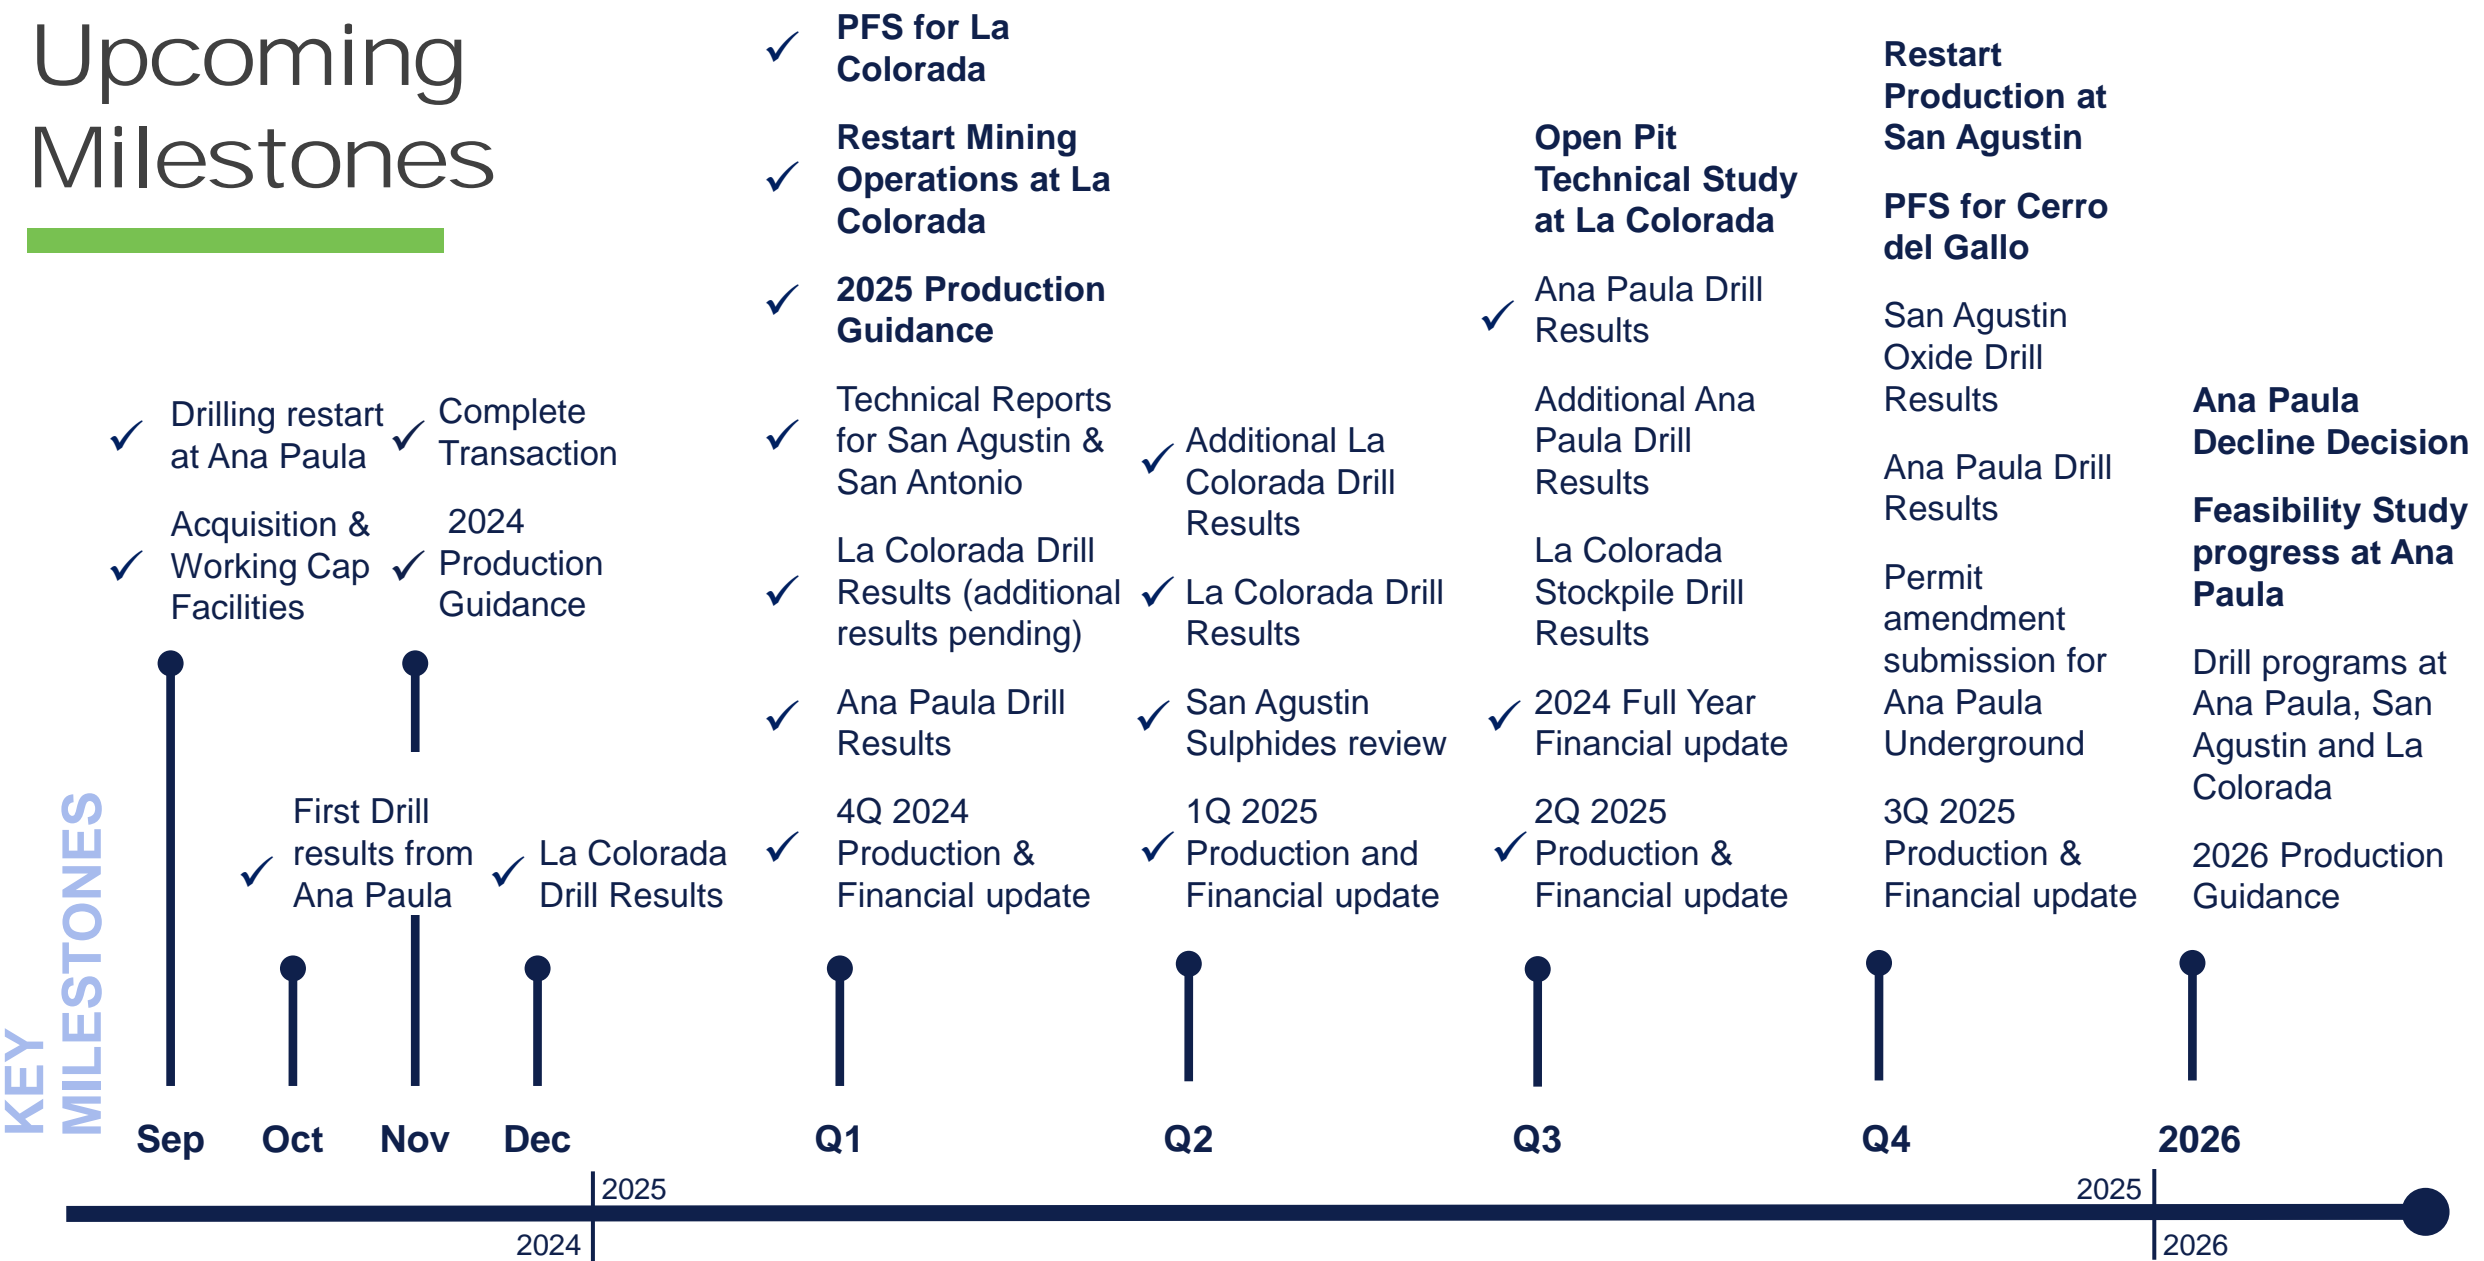 Upcoming
Milestones
KEY
MILESTONES
✓ Drilling restart
at Ana Paula
✓ Acquisition &
Working Cap
Facilities
Sep
✓ First Drill
results from
Ana Paula
Oct
✓ Complete
Transaction
✓ 2024
Production
Guidance
Nov
✓ La Colorada
Drill Results
Dec
✓ PFS for La
Colorada
✓ Restart Mining
Operations at La
Colorada
✓ 2025 Production
Guidance
✓ Technical Reports
for San Agustin &
San Antonio
✓ La Colorada Drill
Results (additional
results pending)
✓ Ana Paula Drill
Results
✓ 4Q 2024
Production &
Financial update
Q1
✓ Additional La
Colorada Drill
Results
✓ La Colorada Drill
Results
✓ San Agustin
Sulphides review
✓ 1Q 2025
Production and
Financial update
Q2
Open Pit
Technical Study
at La Colorada
✓ Ana Paula Drill
Results
Additional Ana
Paula Drill
Results
La Colorada
Stockpile Drill
Results
✓ 2024 Full Year
Financial update
✓ 2Q 2025
Production &
Financial update
Q3
Restart
Production at
San Agustin
PFS for Cerro
del Gallo
San Agustin
Oxide Drill
Results
Ana Paula Drill
Results
Permit
amendment
submission for
Ana Paula
Underground
3Q 2025
Production &
Financial update
Q4
Ana Paula
Decline Decision
Feasibility Study
progress at Ana
Paula
Drill programs at
Ana Paula, San
Agustin and La
Colorada
2026 Production
Guidance
2026
2025
2024
2025
2026